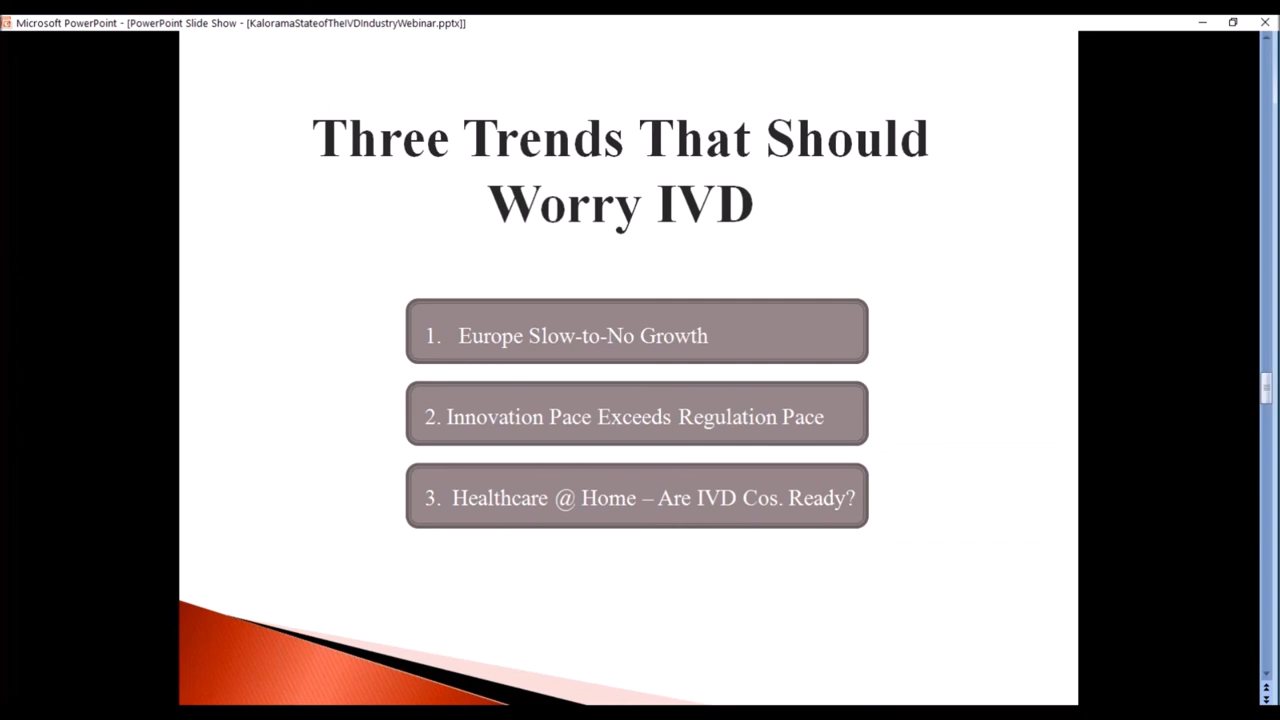 Microsoft PowerPoint - [PowerPoint Slide Show - [KaloramaStateofTheIVDIndustryWebinar.pptx]]
Three Trends That Should
Worry IVD
1. Europe Slow-to-No Growth
2. Innovation Pace Exceeds Regulation Pace
3. Healthcare @ Home – Are IVD Cos. Ready?